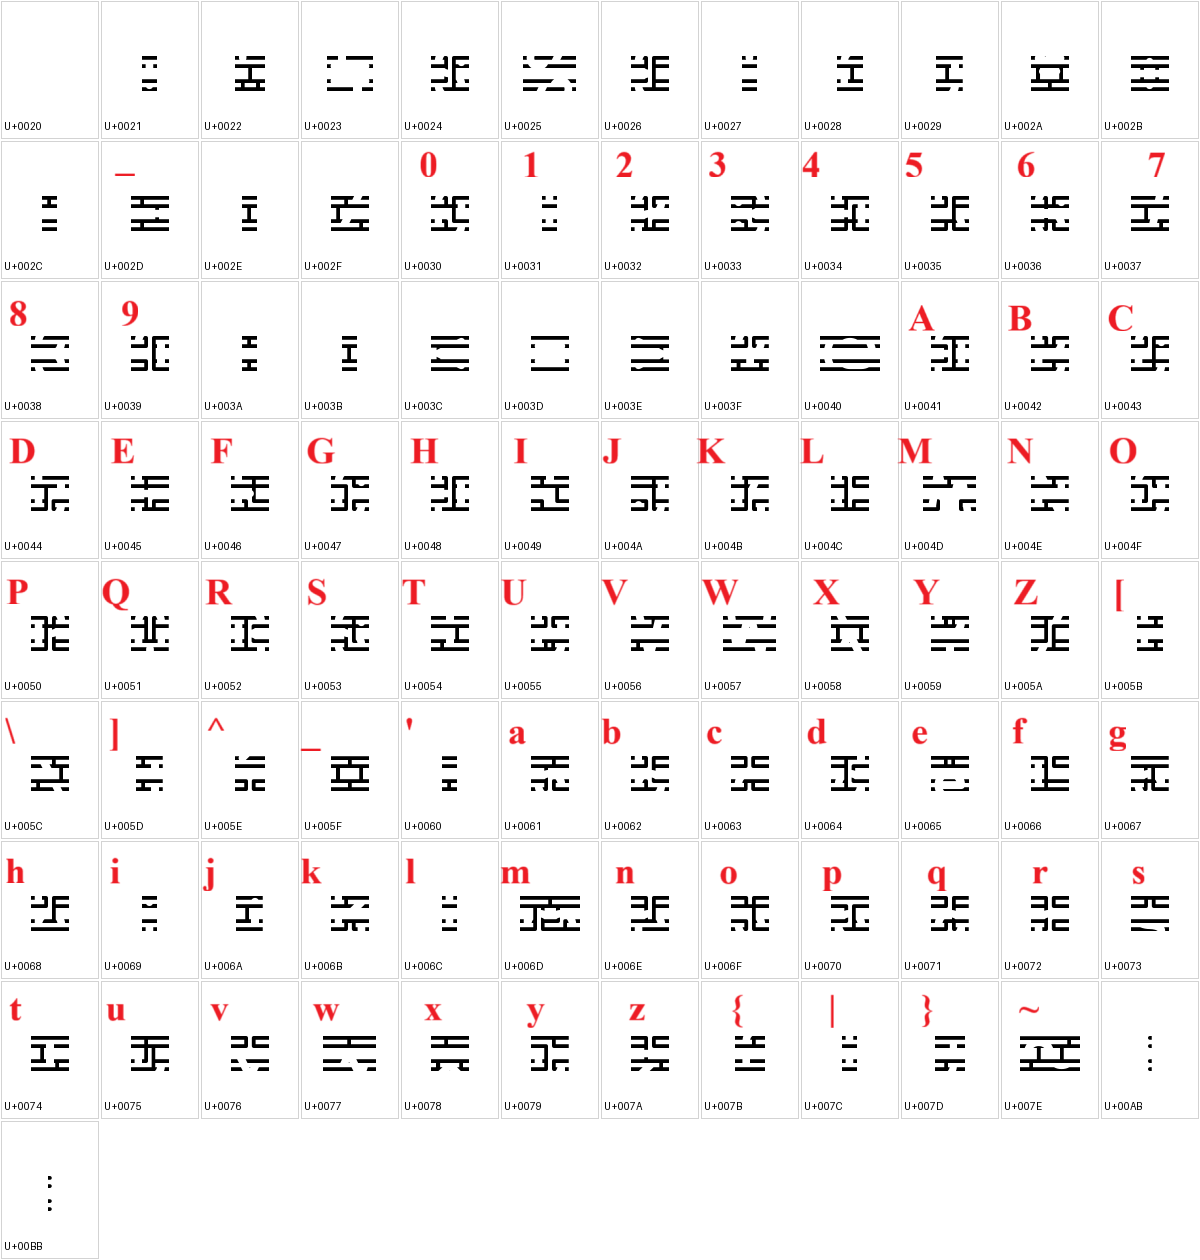 U+0020 U+0021 U+0022 U+0023 U+0024 U+0025 U+0026 U+0027 U+0028 U+0029 U+002A U+002B
_ 0 1 2 3 4 5 6 7
U+002C U+002D U+002E U+002F U+0030 U+0031 U+0032 U+0033 U+0034 U+0035 U+0036 U+0037
8 9 A B C
U+0038 U+0039 U+003A U+003B U+003C U+003D U+003E U+003F U+0040 U+0041 U+0042 U+0043
D E F G H I J K L M N O
U+0044 U+0045 U+0046 U+0047 U+0048 U+0049 U+004A U+004B U+004C U+004D U+004E U+004F
P Q R S T U V W X Y Z [
U+0050 U+0051 U+0052 U+0053 U+0054 U+0055 U+0056 U+0057 U+0058 U+0059 U+005A U+005B
\ ] ^ _ ' a b c d e f g
U+005C U+005D U+005E U+005F U+0060 U+0061 U+0062 U+0063 U+0064 U+0065 U+0066 U+0067
h i j k l m n o p q r s
U+0068 U+0069 U+006A U+006B U+006C U+006D U+006E U+006F U+0070 U+0071 U+0072 U+0073
t u v w x y z { | } ~
U+0074 U+0075 U+0076 U+0077 U+0078 U+0079 U+007A U+007B U+007C U+007D U+007E U+00AB
U+00BB